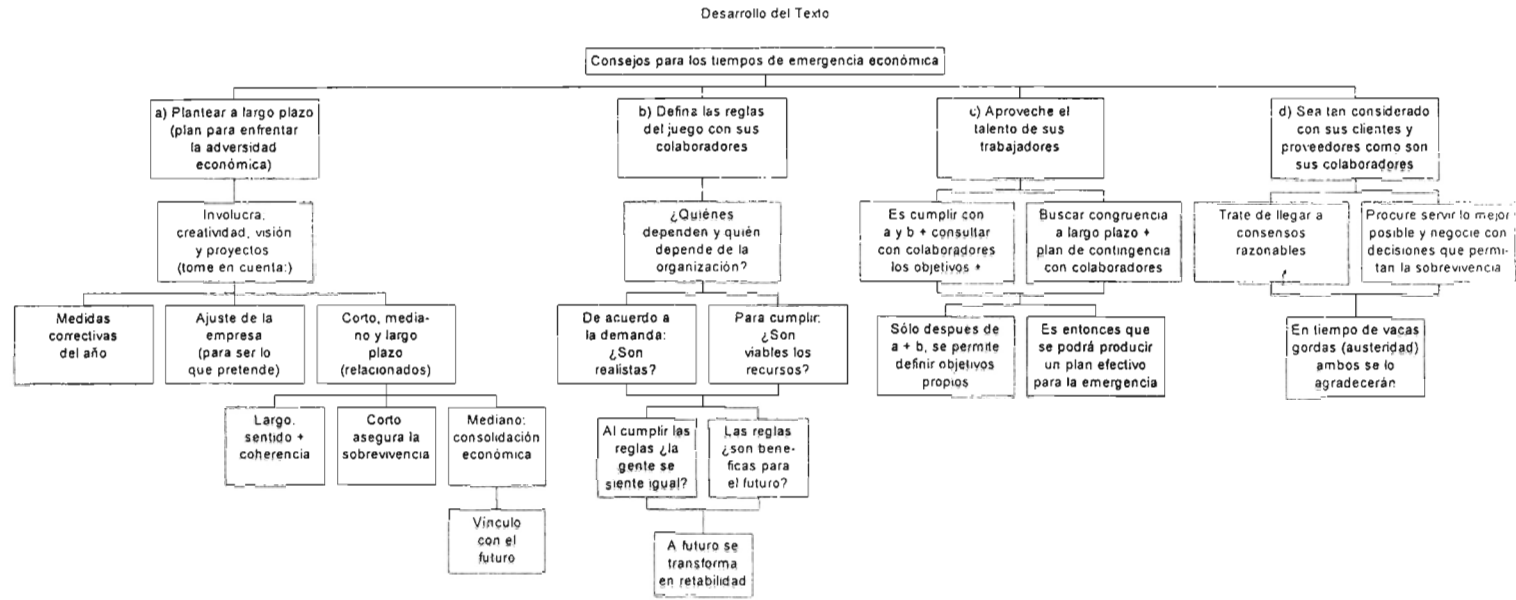 Desarrollo del Texto
Consejos para los tiempos de emergencia económica
a) Plantear a largo plazo
(plan para enfrentar
la adversidad
económica)
b) Defina las reglas
del juego con sus
colaboradores
c) Aproveche el
talento de sus
trabajadores
d) Sea tan considerado
con sus clientes y
proveedores como son
sus colaboradores
Involucra,
creatividad, visión
y proyectos
(tome en cuenta:)
¿Quiénes
dependen y quién
depende de la
organización?
Es cumplir con
a y b + consultar
con colaboradores
los objetivos +
Buscar congruencia
a largo plazo +
plan de contingencia
con colaboradores
Trate de llegar a
consensos
razonables
Procure servir lo mejor
posible y negocie con
decisiones que permi-
tan la sobrevivencia
Medidas
correctivas
del año
Ajuste de la
empresa
(para ser lo
que pretende)
Corto, media-
no y largo
plazo
(relacionados)
De acuerdo a
la demanda:
¿Son
realistas?
Para cumplir:
¿Son
viables los
recursos?
Sólo despues de
a + b, se permite
definir objetivos
propios
Es entonces que
se podrá producir
un plan efectivo
para la emergencia
En tiempo de vacas
gordas (austeridad)
ambos se lo
agradecerán
Largo.
sentido +
coherencia
Corto
asegura la
sobrevivencia
Mediano:
consolidación
económica
Al cumplir las
reglas ¿la
gente se
siente igual?
Las reglas
¿son bene-
ficas para
el futuro?
Vinculo
con el
futuro
A futuro se
transforma
en retabilidad